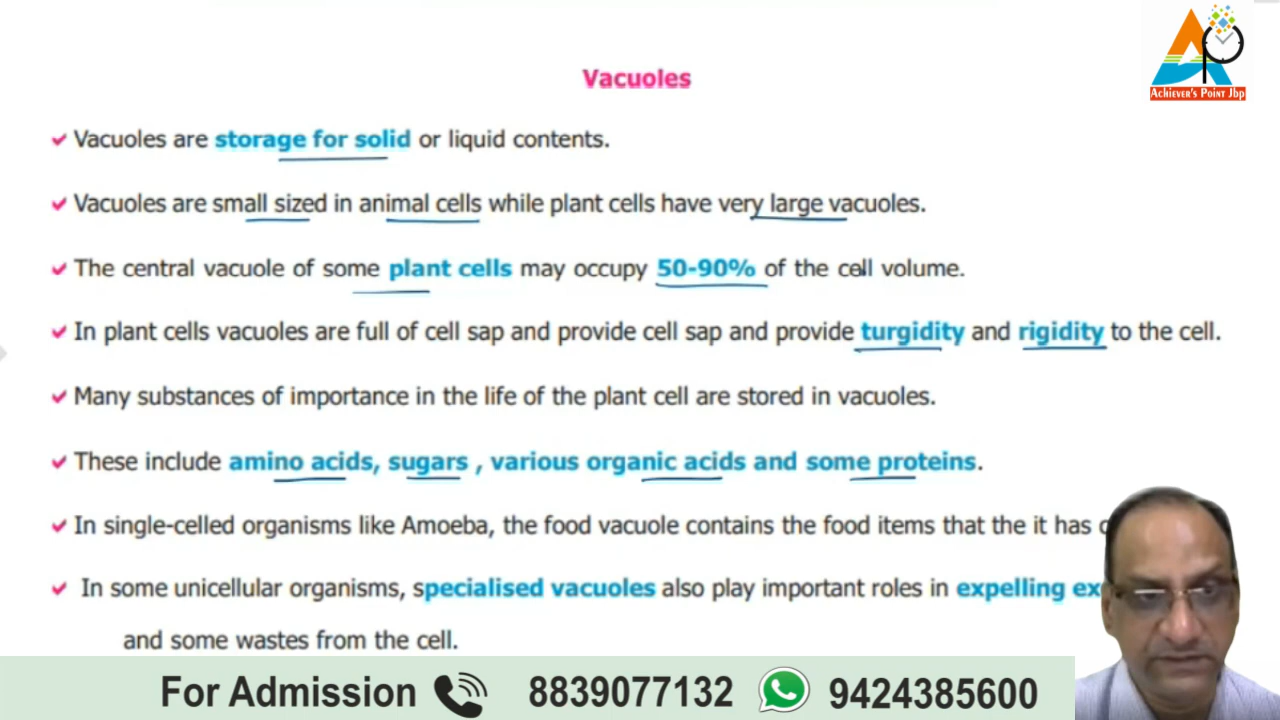 Achiever's Point Jbp
Vacuoles
Vacuoles are storage for solid or liquid contents.
Vacuoles are small sized in animal cells while plant cells have very large vacuoles.
The central vacuole of some plant cells may occupy 50-90% of the cell volume.
In plant cells vacuoles are full of cell sap and provide cell sap and provide turgidity and rigidity to the cell.
Many substances of importance in the life of the plant cell are stored in vacuoles.
These include amino acids, sugars , various organic acids and some proteins.
In single-celled organisms like Amoeba, the food vacuole contains the food items that the it has
In some unicellular organisms, specialised vacuoles also play important roles in expelling
and some wastes from the cell.
For Admission 8839077132 9424385600